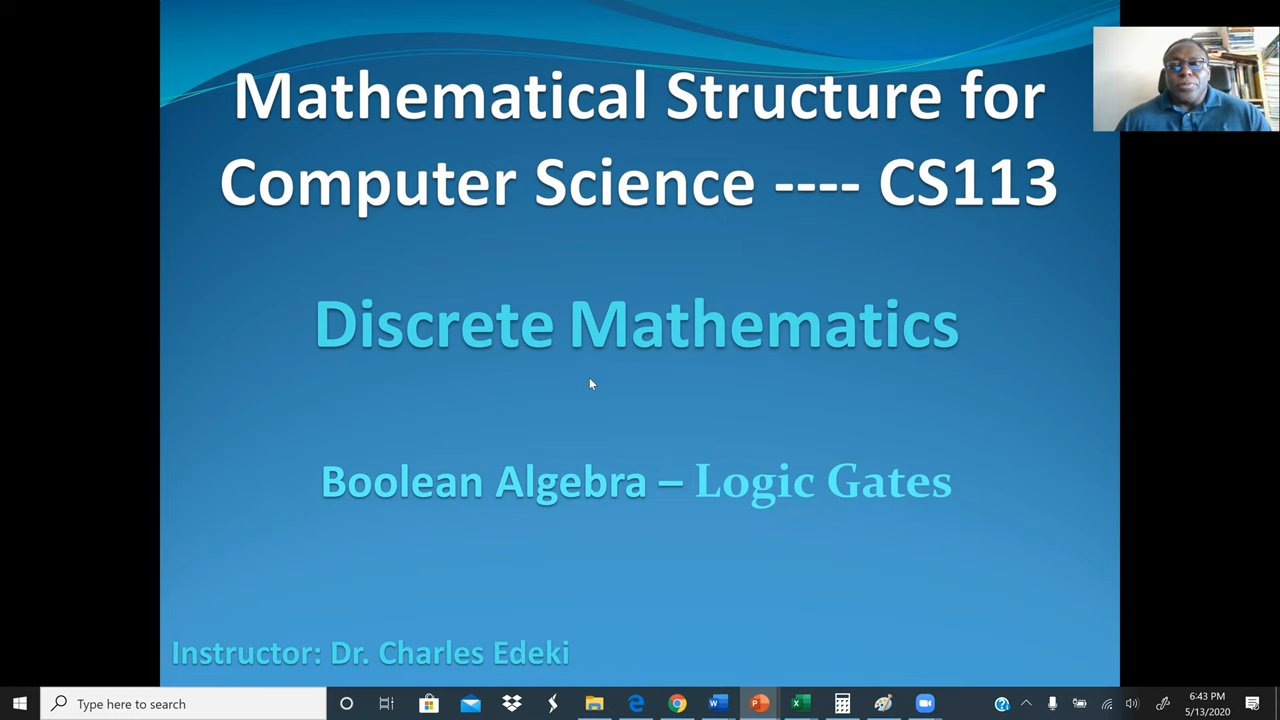 Mathematical Structure for
Computer Science ---- CS113
Discrete Mathematics
Boolean Algebra – Logic Gates
Instructor: Dr. Charles Edeki
Type here to search
6:43 PM
5/13/2020